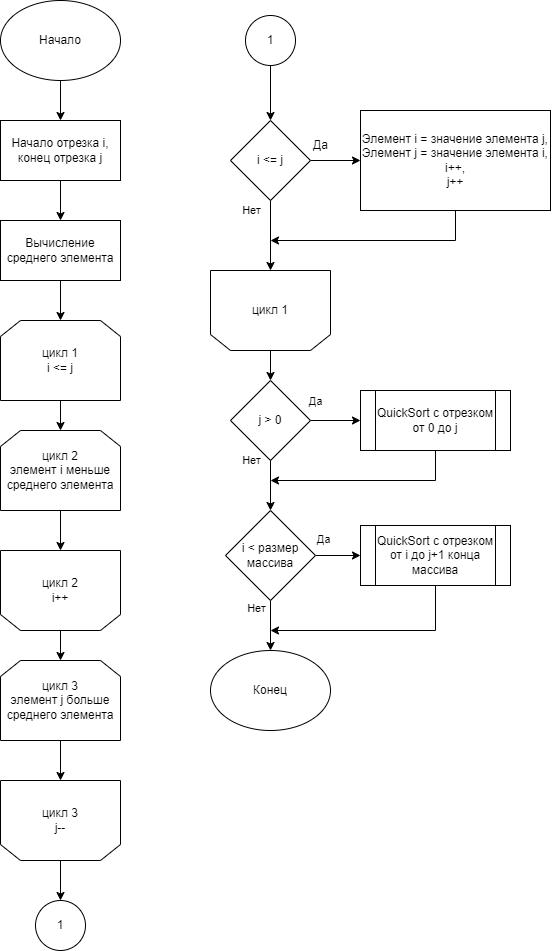 Начало
Начало отрезка i,
конец отрезка j
Вычисление
среднего элемента
цикл 1
i <= j
цикл 2
элемент i меньше
среднего элемента
цикл 2
i++
цикл 3
элемент j больше
среднего элемента
цикл 3
j--
1
1
i <= j
Да
Элемент i = значение элемента j,
Элемент j = значение элемента i,
i++,
j++
Нет
цикл 1
j > 0
Да
QuickSort с отрезком
от 0 до j
Нет
i < размер
массива
Да
QuickSort с отрезком
от i до j+1 конца
массива
Нет
Конец